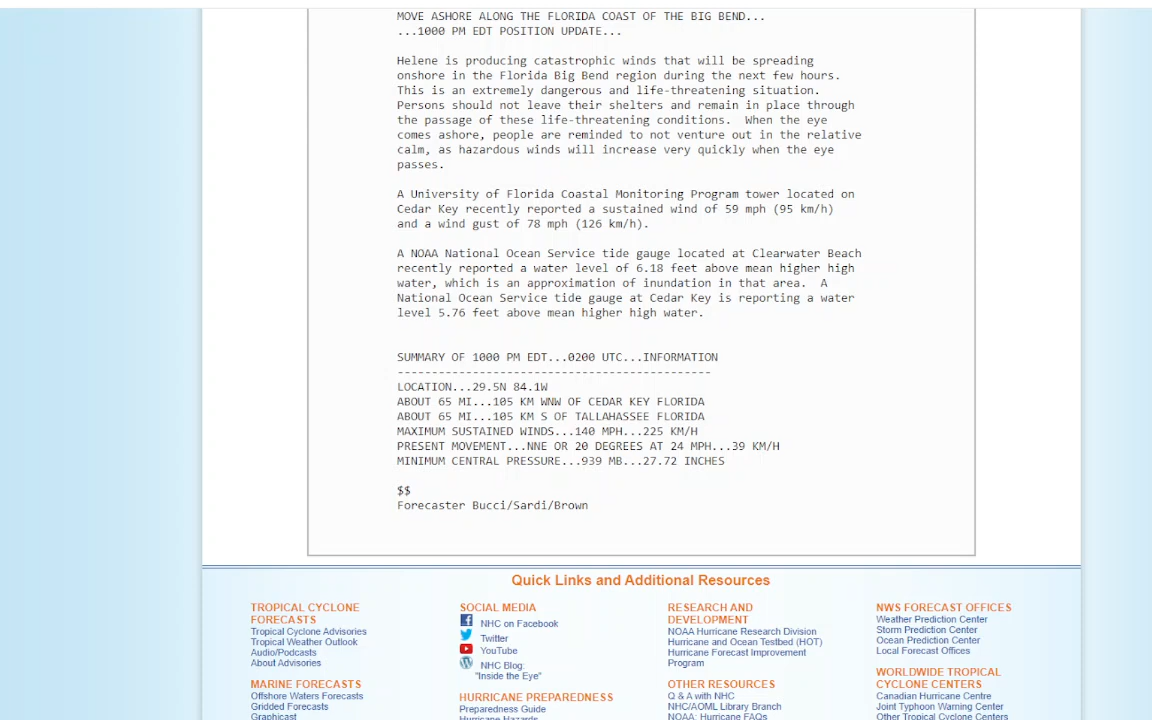 MOVE ASHORE ALONG THE FLORIDA COAST OF THE BIG BEND...
...1000 PM EDT POSITION UPDATE...
Helene is producing catastrophic winds that will be spreading
onshore in the Florida Big Bend region during the next few hours.
This is an extremely dangerous and life-threatening situation.
Persons should not leave their shelters and remain in place through
the passage of these life-threatening conditions.  When the eye
comes ashore, people are reminded to not venture out in the relative
calm, as hazardous winds will increase very quickly when the eye
passes.
A University of Florida Coastal Monitoring Program tower located on
Cedar Key recently reported a sustained wind of 59 mph (95 km/h)
and a wind gust of 78 mph (126 km/h).
A NOAA National Ocean Service tide gauge located at Clearwater Beach
recently reported a water level of 6.18 feet above mean higher high
water, which is an approximation of inundation in that area.  A
National Ocean Service tide gauge at Cedar Key is reporting a water
level 5.76 feet above mean higher high water.
SUMMARY OF 1000 PM EDT...0200 UTC...INFORMATION
----------------------------------------------
LOCATION...29.5N 84.1W
ABOUT 65 MI...105 KM WNW OF CEDAR KEY FLORIDA
ABOUT 65 MI...105 KM S OF TALLAHASSEE FLORIDA
MAXIMUM SUSTAINED WINDS...140 MPH...225 KM/H
PRESENT MOVEMENT...NNE OR 20 DEGREES AT 24 MPH...39 KM/H
MINIMUM CENTRAL PRESSURE...939 MB...27.72 INCHES
$$
Forecaster Bucci/Sardi/Brown
Quick Links and Additional Resources
TROPICAL CYCLONE
FORECASTS
Tropical Cyclone Advisories
Tropical Weather Outlook
Audio/Podcasts
About Advisories
MARINE FORECASTS
Offshore Waters Forecasts
Gridded Forecasts
Graphicast
SOCIAL MEDIA
NHC on Facebook
Twitter
YouTube
NHC Blog:
"Inside the Eye"
HURRICANE PREPAREDNESS
Preparedness Guide
Hurricane Hazards
RESEARCH AND
DEVELOPMENT
NOAA Hurricane Research Division
Hurricane and Ocean Testbed (HOT)
Hurricane Forecast Improvement
Program
OTHER RESOURCES
Q & A with NHC
NHC/AOML Library Branch
NOAA: Hurricane FAQs
NWS FORECAST OFFICES
Weather Prediction Center
Storm Prediction Center
Ocean Prediction Center
Local Forecast Offices
WORLDWIDE TROPICAL
CYCLONE CENTERS
Canadian Hurricane Centre
Joint Typhoon Warning Center
Other Tropical Cyclone Centers